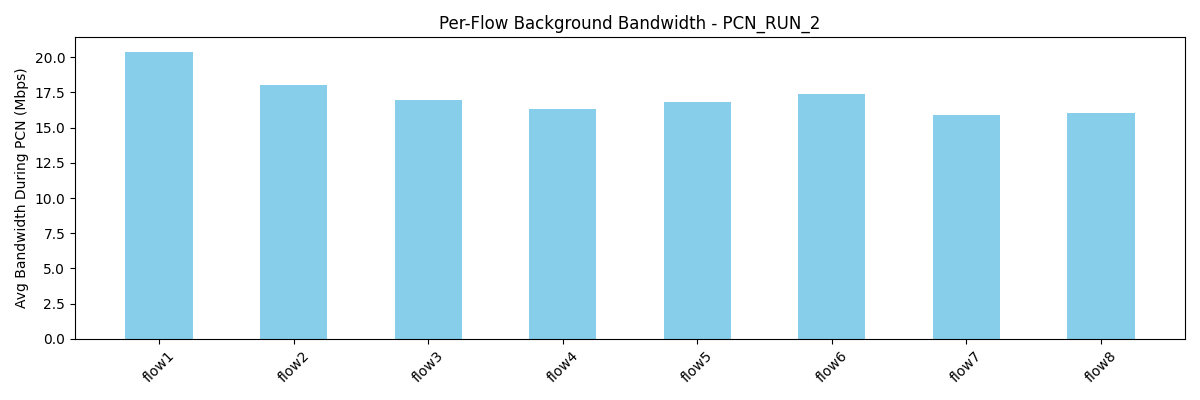 Per-Flow Background Bandwidth - PCN_RUN_2
Avg Bandwidth During PCN (Mbps)
20.0
17.5
15.0
12.5
10.0
7.5
5.0
2.5
0.0
flow1
flow2
flow3
flow4
flow5
flow6
flow7
flow8